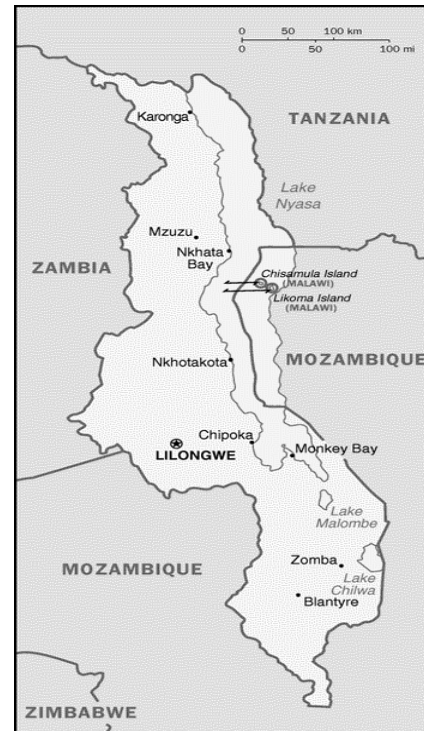 0 50 100 km
0 50 100 mi
Karonga
TANZANIA
Lake
Nyasa
Mzuzu
Nkhata
Bay
ZAMBIA
Chisamula Island
(MALAWI)
Likoma Island
(MALAWI)
MOZAMBIQUE
Nkhotakota
Chipoka
LILONGWE
Monkey Bay
Lake
Malombe
MOZAMBIQUE
Zomba
Lake
Chilwa
Blantyre
ZIMBABWE